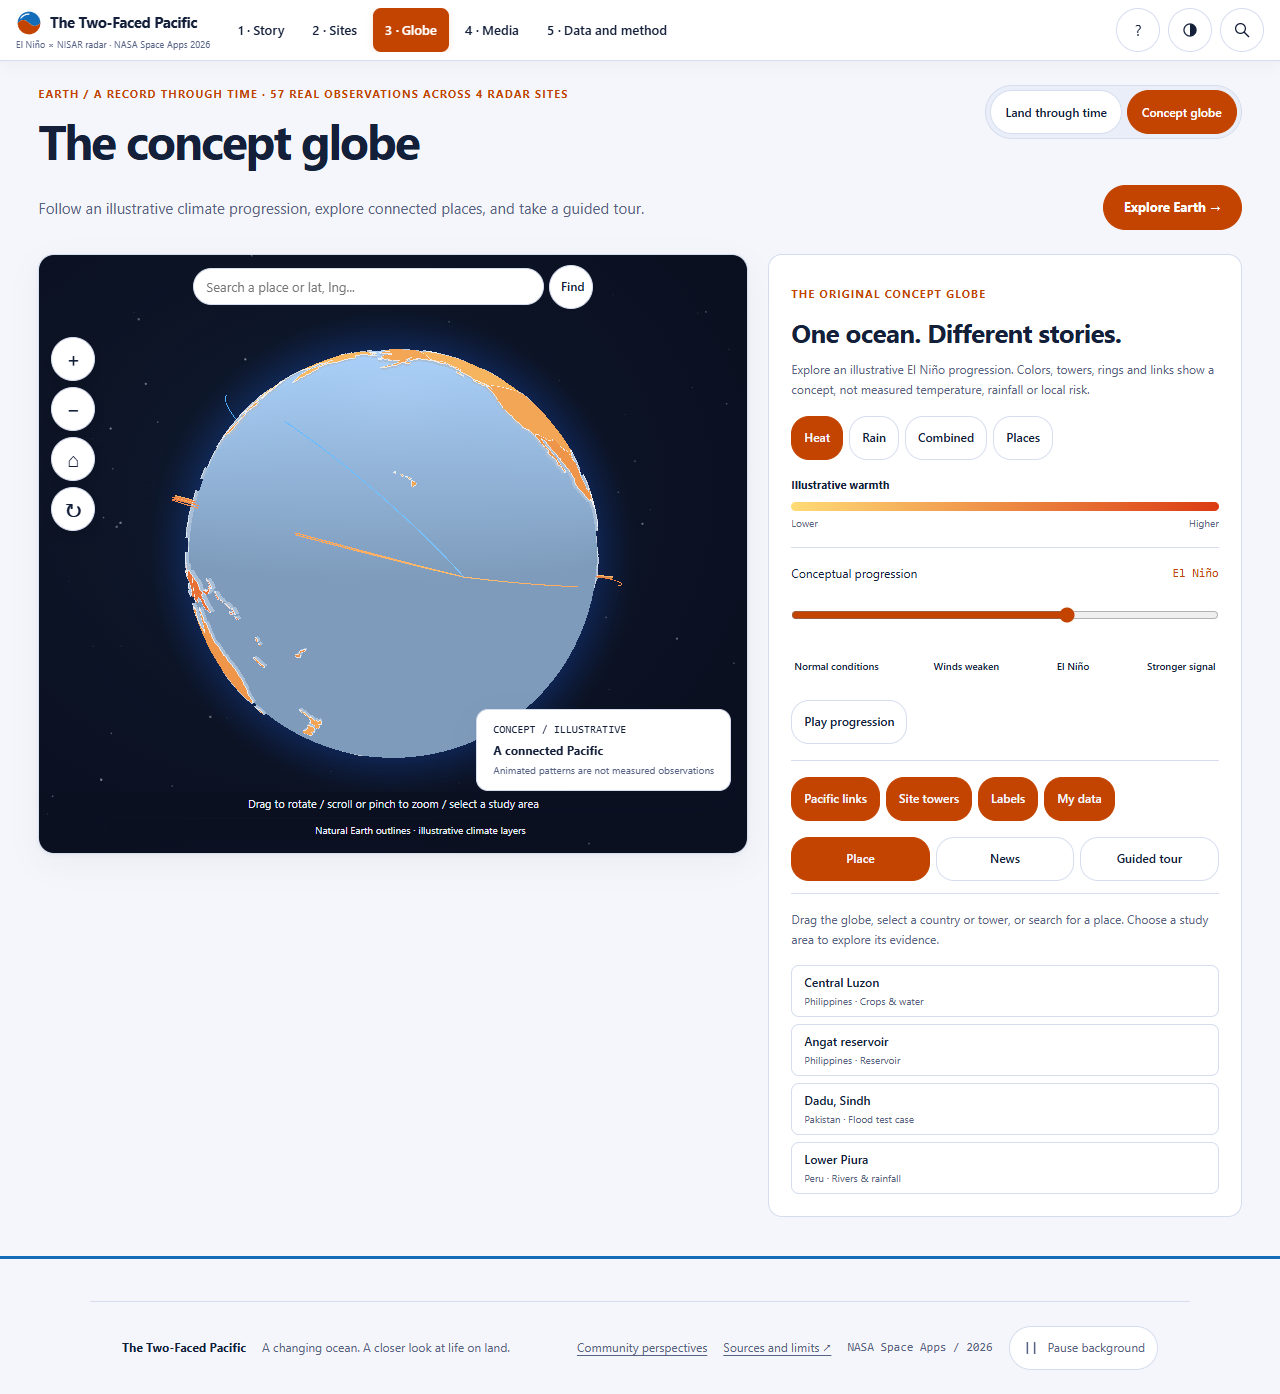 The Two-Faced Pacific
El Niño × NISAR radar · NASA Space Apps 2026
1 · Story
2 · Sites
3 · Globe
4 · Media
5 · Data and method
?
EARTH / A RECORD THROUGH TIME · 57 REAL OBSERVATIONS ACROSS 4 RADAR SITES
Land through time
Concept globe
The concept globe
Follow an illustrative climate progression, explore connected places, and take a guided tour.
Explore Earth →
Search a place or lat, lng...
Find
+
−
⌂
↻
CONCEPT / ILLUSTRATIVE
A connected Pacific
Animated patterns are not measured observations
Drag to rotate / scroll or pinch to zoom / select a study area
Natural Earth outlines · illustrative climate layers
THE ORIGINAL CONCEPT GLOBE
One ocean. Different stories.
Explore an illustrative El Niño progression. Colors, towers, rings and links show a
concept, not measured temperature, rainfall or local risk.
Heat
Rain
Combined
Places
Illustrative warmth
Lower
Higher
Conceptual progression
El Niño
Normal conditions
Winds weaken
El Niño
Stronger signal
Play progression
Pacific links
Site towers
Labels
My data
Place
News
Guided tour
Drag the globe, select a country or tower, or search for a place. Choose a study
area to explore its evidence.
Central Luzon
Philippines · Crops & water
Angat reservoir
Philippines · Reservoir
Dadu, Sindh
Pakistan · Flood test case
Lower Piura
Peru · Rivers & rainfall
The Two-Faced Pacific
A changing ocean. A closer look at life on land.
Community perspectives
Sources and limits ↗
NASA Space Apps / 2026
Pause background